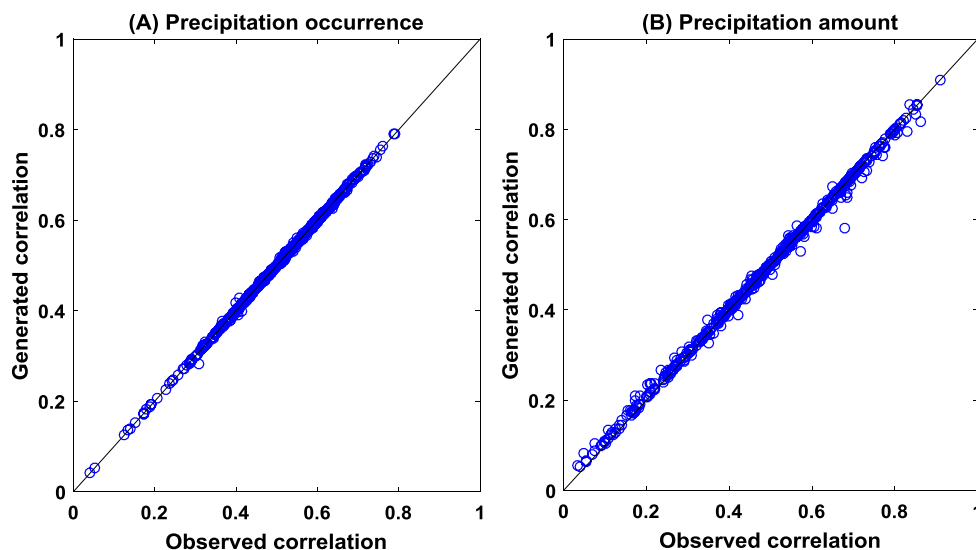 (A) Precipitation occurrence
1
0.8
0.6
0.4
0.2
0
0 0.2 0.4 0.6 0.8 1
Generated correlation
Observed correlation
(B) Precipitation amount
1
0.8
0.6
0.4
0.2
0
0 0.2 0.4 0.6 0.8 1
Generated correlation
Observed correlation